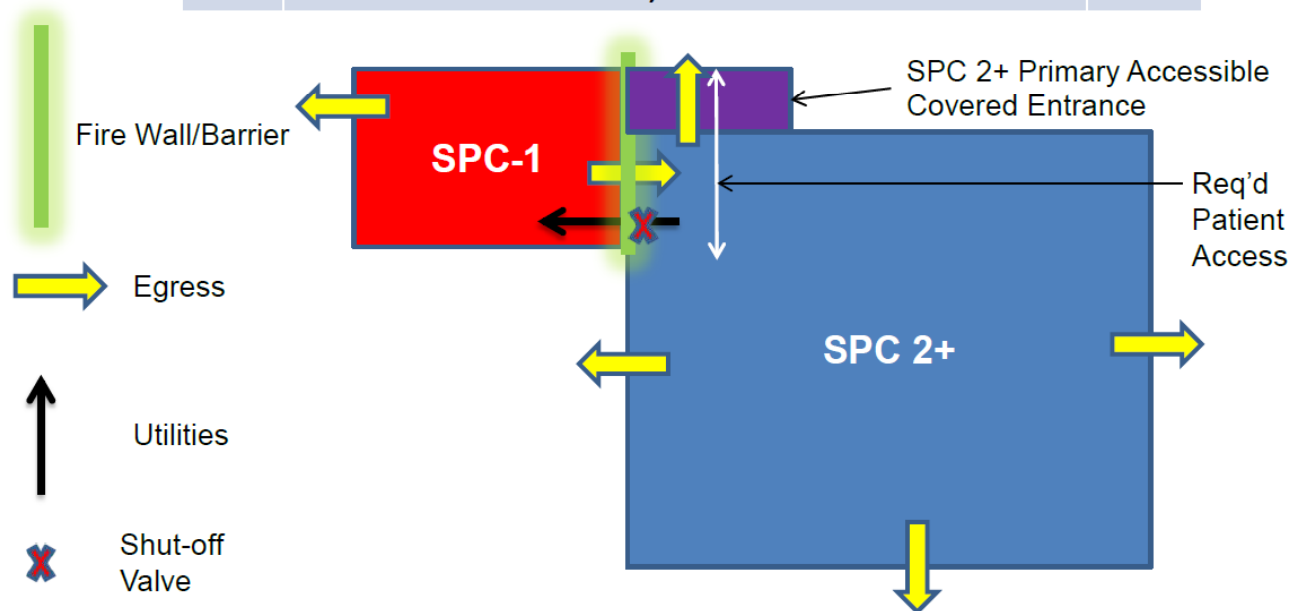 SPC 2+ Primary Accessible
Covered Entrance
Fire Wall/Barrier
SPC-1
Req’d
Patient
Access
Egress
SPC 2+
Utilities
Shut-off
Valve